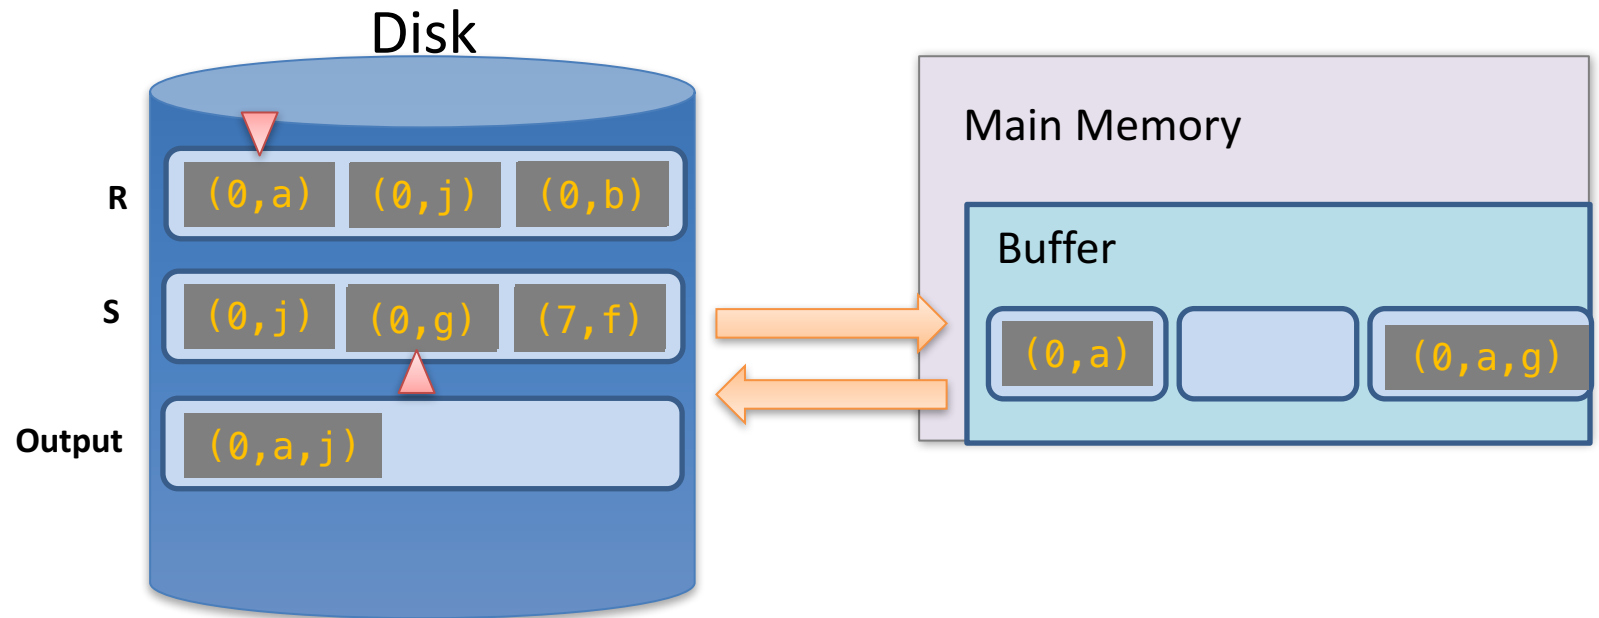 Disk
Main Memory
R
(0,a) (0,j) (0,b)
Buffer
S
(0,j) (0,g) (7,f)
(0,a) (0,a,g)
Output
(0,a,j)